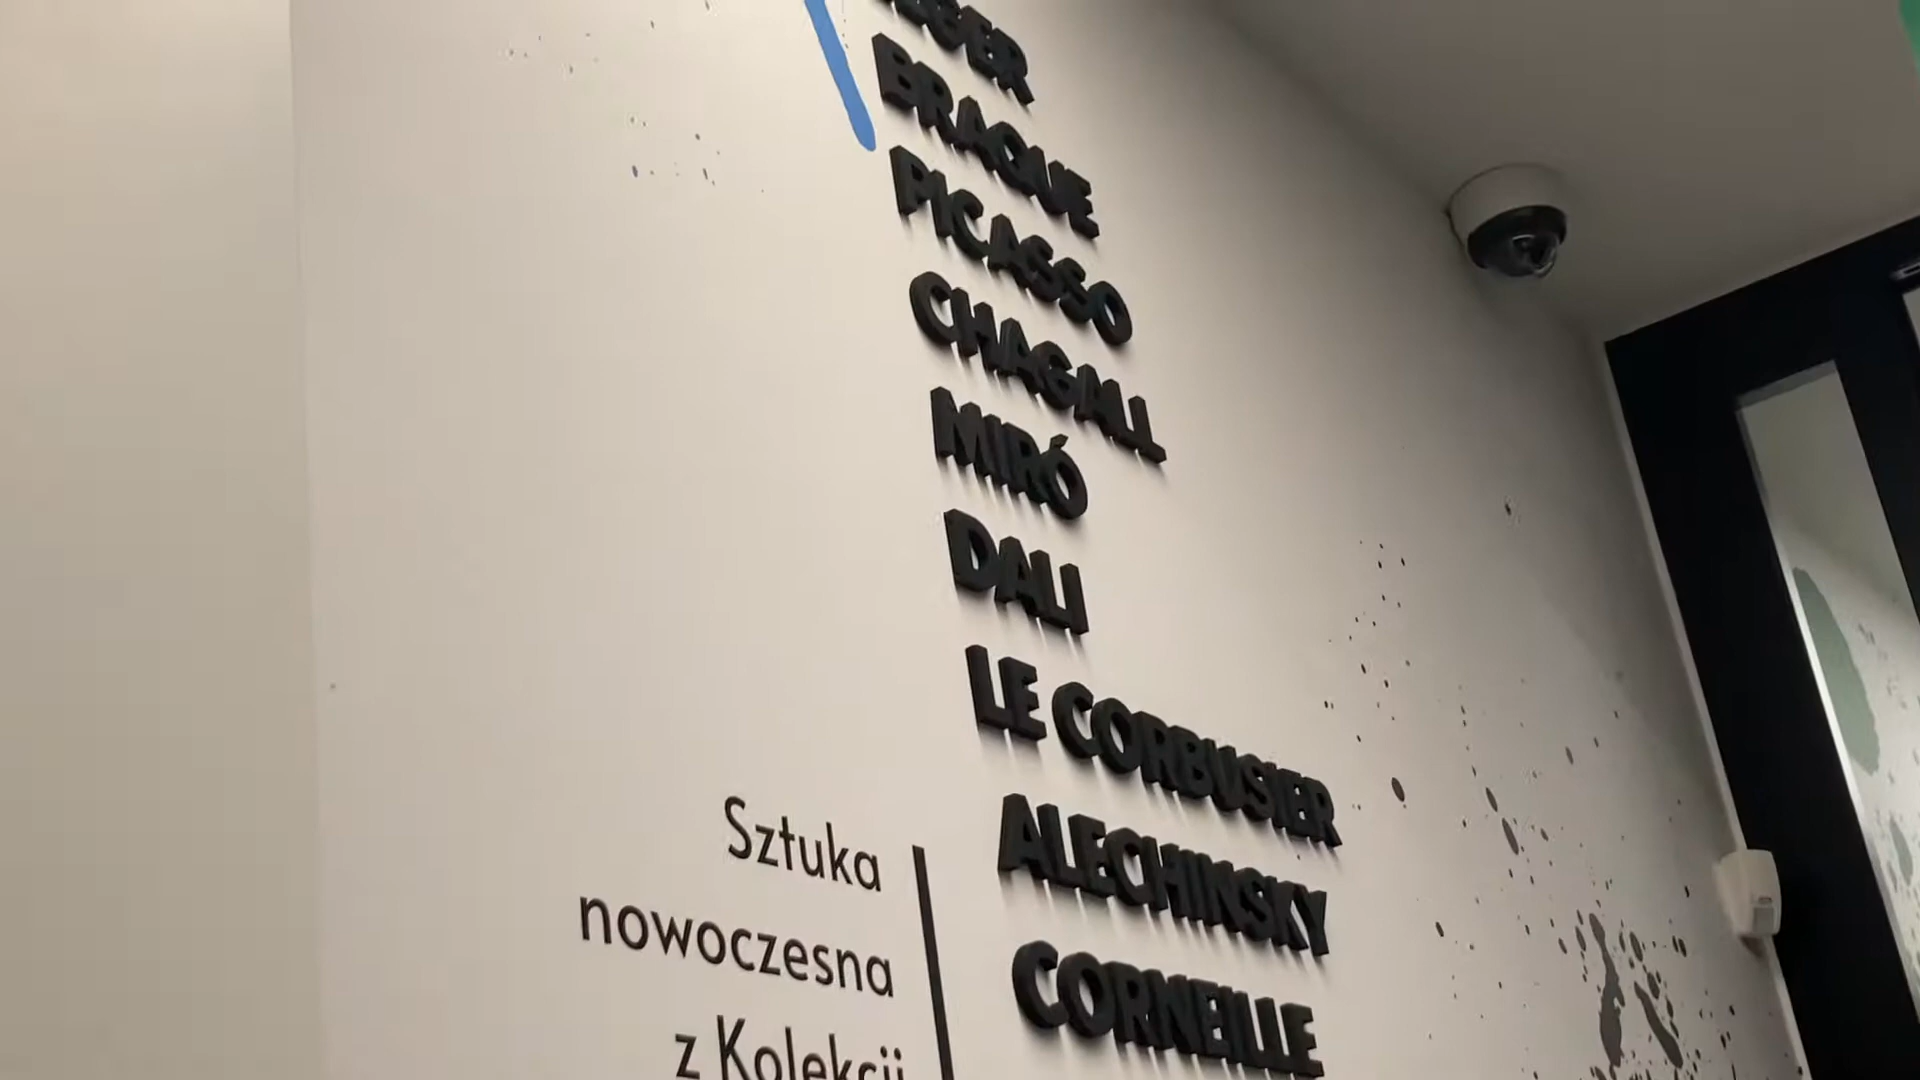 BRAQUE
PICASSO
CHAGALL
MIRÓ
DALI
LE CORBUSIER
ALECHINSKY
CORNEILLE
Sztuka
nowoczesna
z Kolekcji